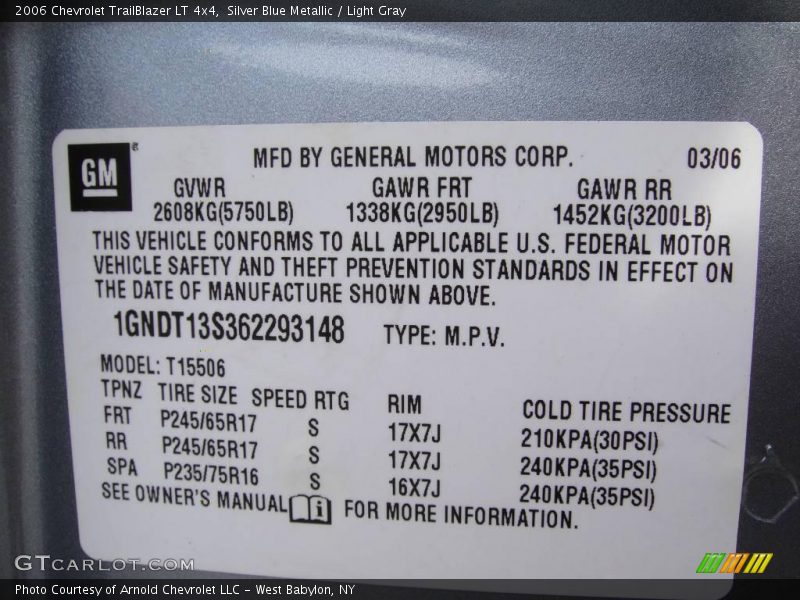 2006 Chevrolet TrailBlazer LT 4x4, Silver Blue Metallic / Light Gray
GM®
MFD BY GENERAL MOTORS CORP. 03/06
GVWR GAWR FRT GAWR RR
2608KG(5750LB) 1338KG(2950LB) 1452KG(3200LB)
THIS VEHICLE CONFORMS TO ALL APPLICABLE U.S. FEDERAL MOTOR
VEHICLE SAFETY AND THEFT PREVENTION STANDARDS IN EFFECT ON
THE DATE OF MANUFACTURE SHOWN ABOVE.
1GNDT13S362293148 TYPE: M.P.V.
MODEL: T15506
TPNZ TIRE SIZE SPEED RTG RIM COLD TIRE PRESSURE
FRT P245/65R17 S 17X7J 210KPA(30PSI)
RR P245/65R17 S 17X7J 240KPA(35PSI)
SPA P235/75R16 S 16X7J 240KPA(35PSI)
SEE OWNER'S MANUAL i FOR MORE INFORMATION.
GTCARLOT.COM
Photo Courtesy of Arnold Chevrolet LLC - West Babylon, NY